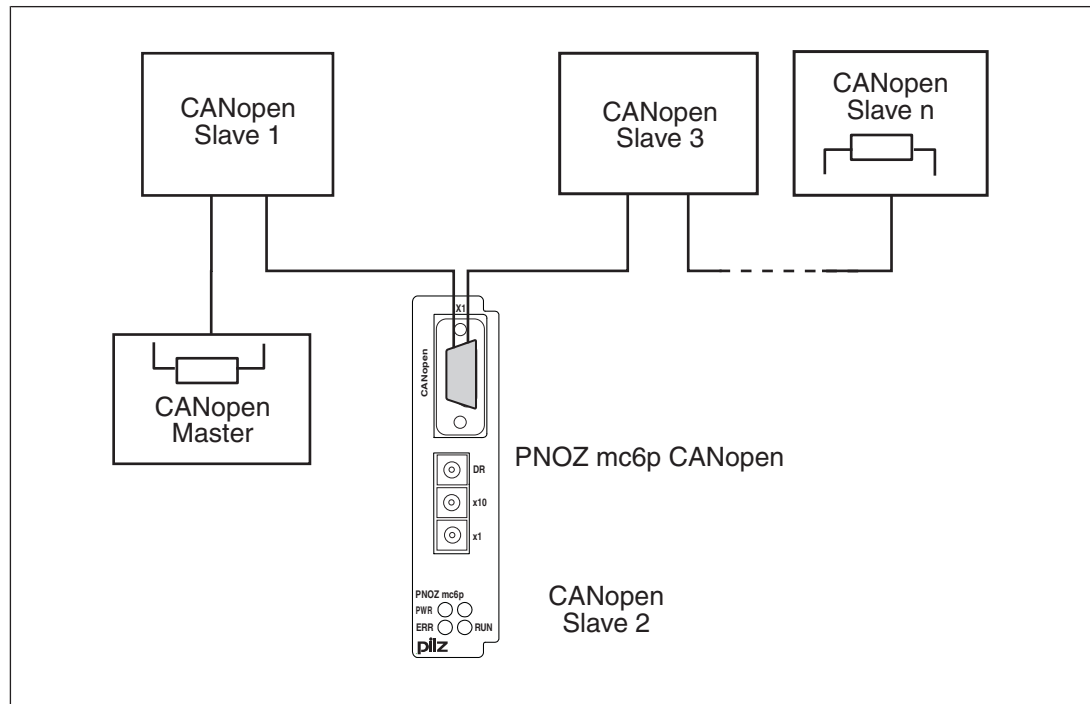 CANopen
Slave 1
CANopen
Slave 3
CANopen
Slave n
CANopen
Master
X1
CANopen
PNOZ mc6p CANopen
DR
x10
x1
CANopen
Slave 2
PNOZ mc6p
PWR
ERR RUN
pilz